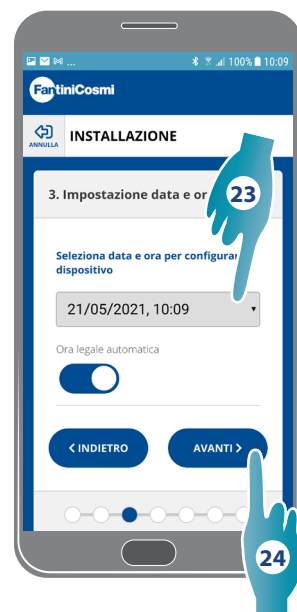 ... 100% 10:09
FantiniCosmi
ANNULLA
INSTALLAZIONE
3. Impostazione data e or
23
Seleziona data e ora per configurar
dispositivo
21/05/2021, 10:09
Ora legale automatica
< INDIETRO
AVANTI >
24